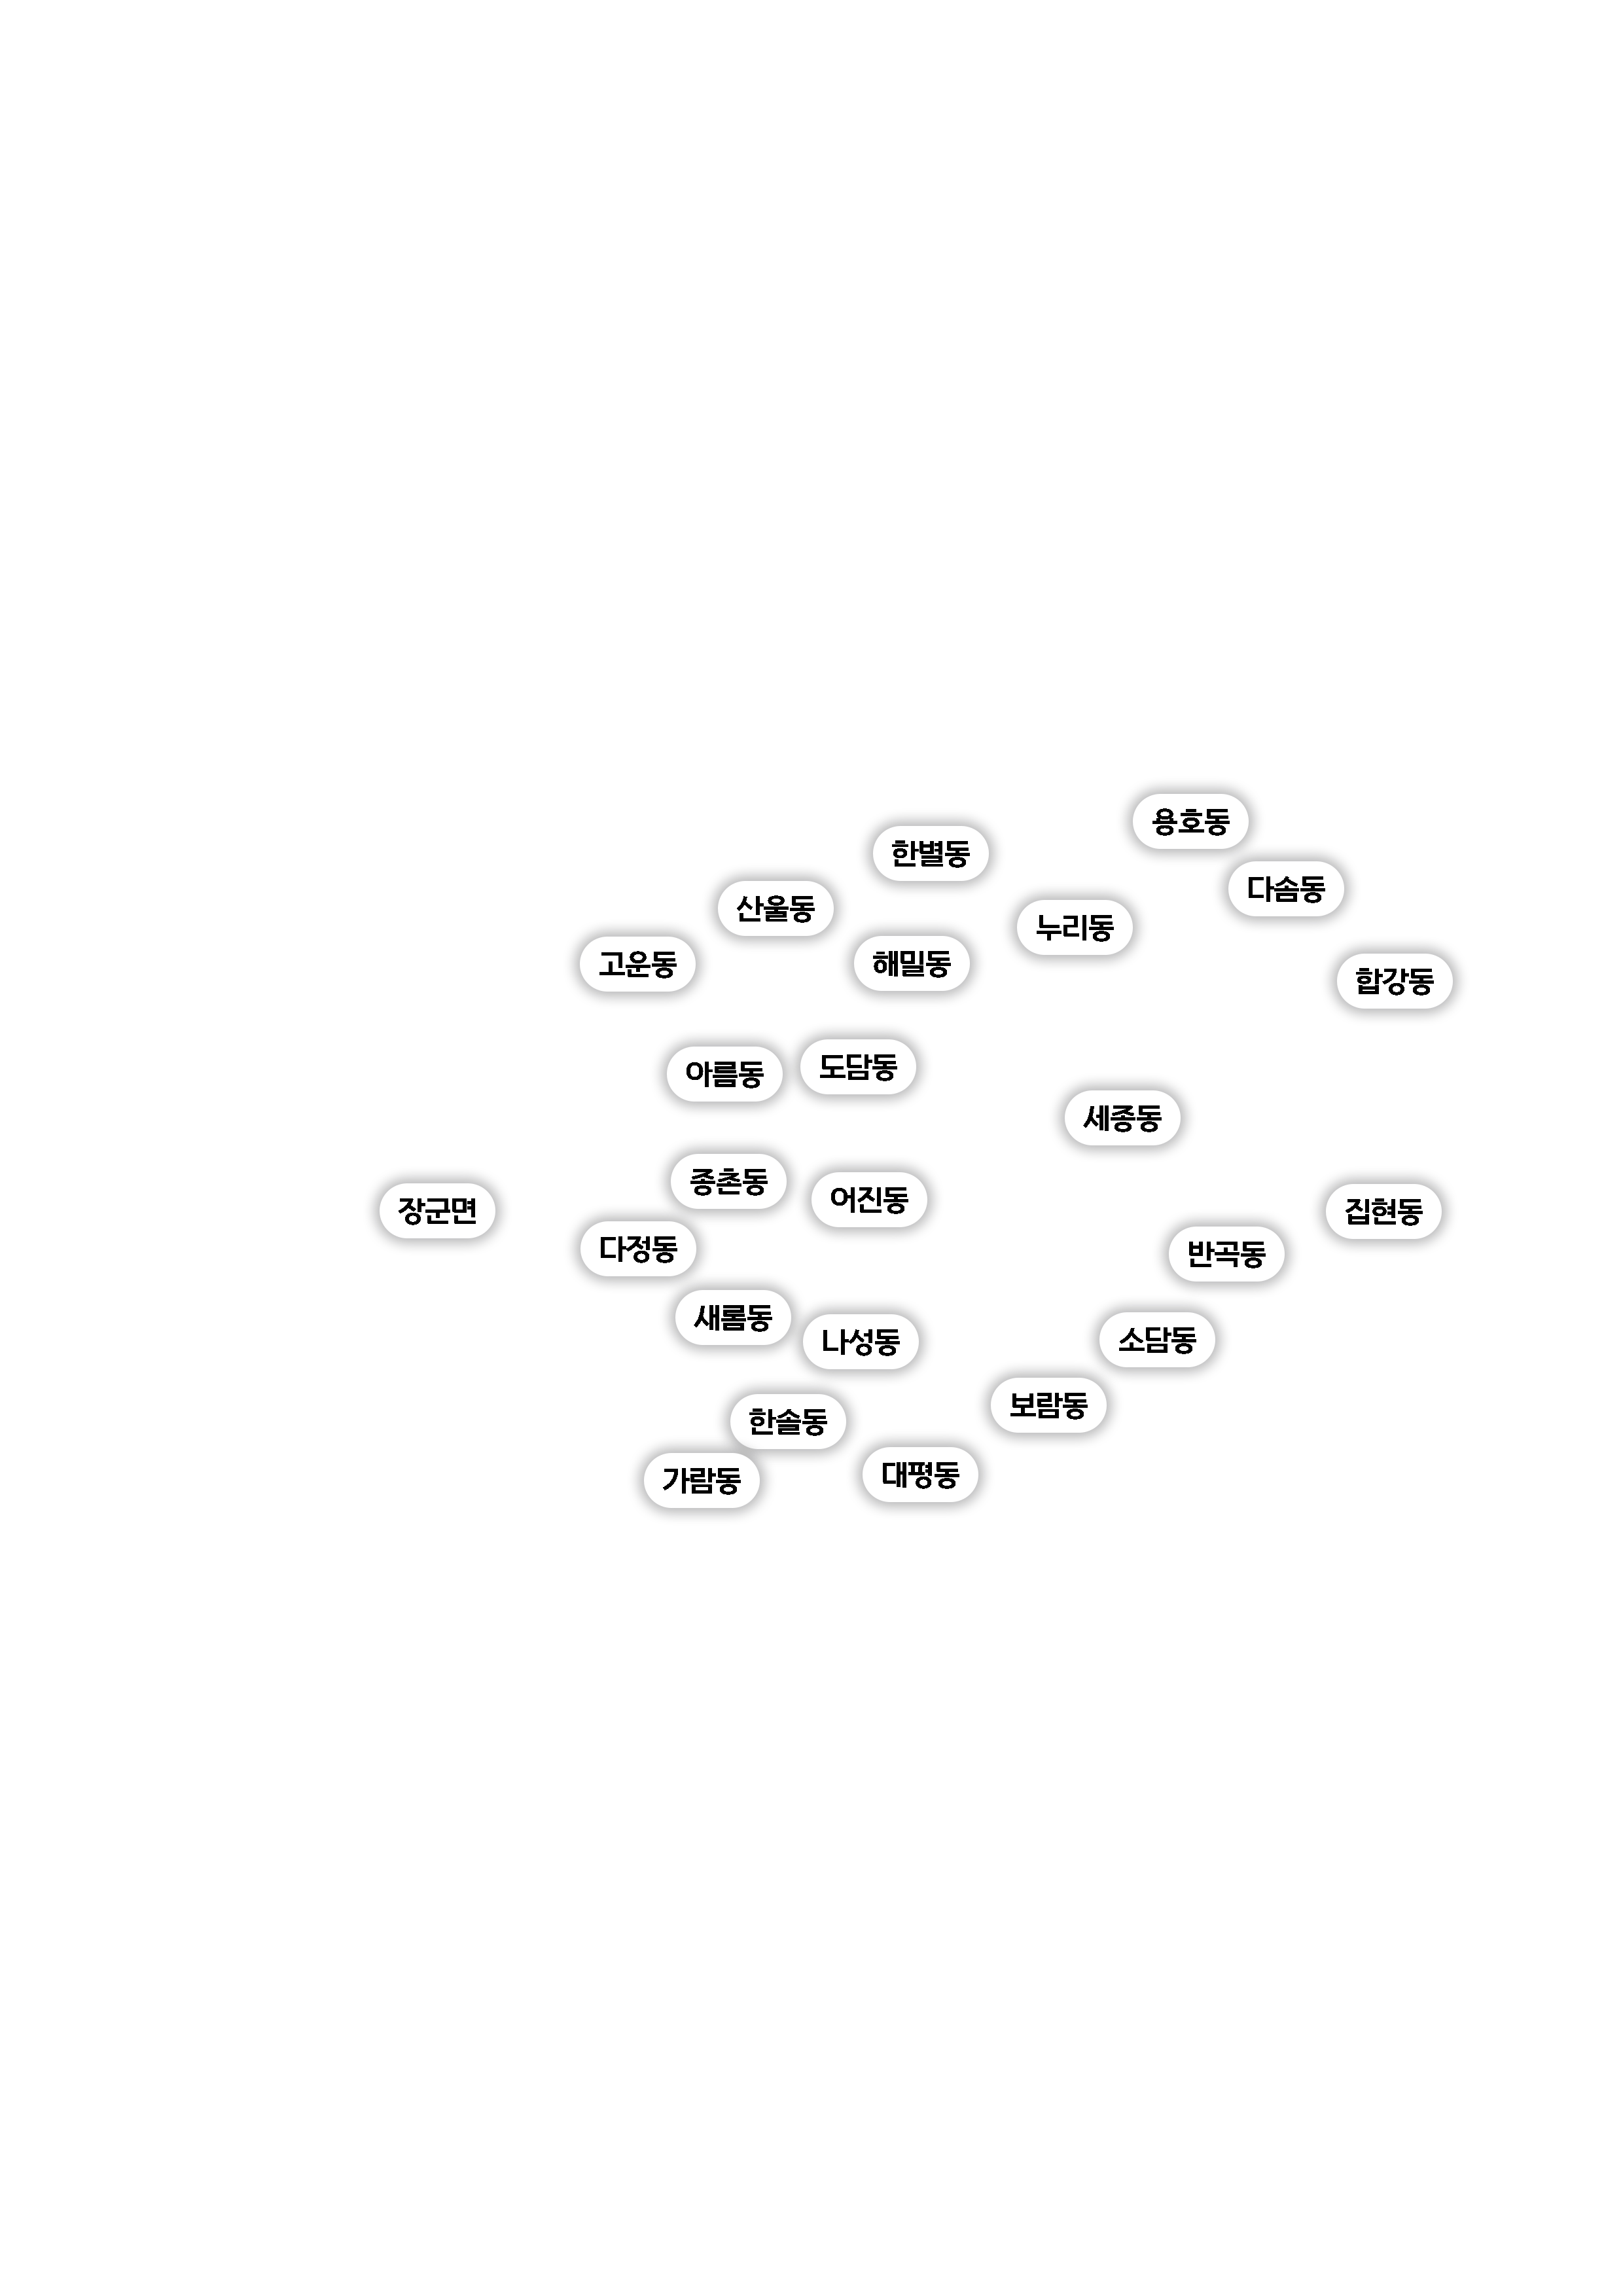 용호동
한별동
다솜동
산울동
누리동
고운동
해밀동
합강동
아름동
도담동
세종동
종촌동
어진동
장군면
집현동
다정동
반곡동
새롬동
나성동
소담동
보람동
한솔동
가람동
대평동